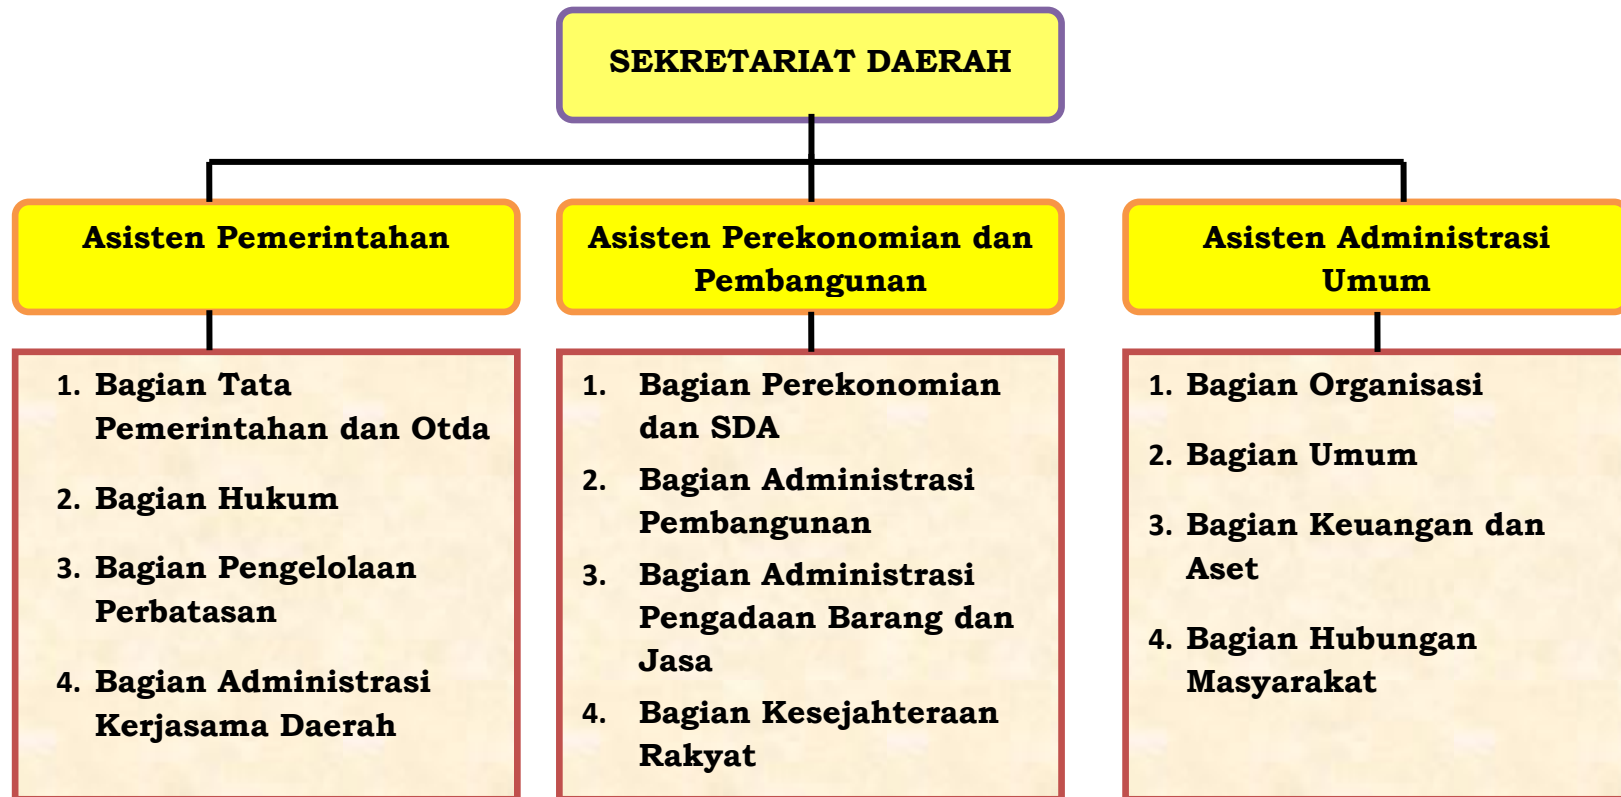 SEKRETARIAT DAERAH
Asisten Pemerintahan
Asisten Perekonomian dan
Pembangunan
Asisten Administrasi
Umum
1. Bagian Tata
Pemerintahan dan Otda
2. Bagian Hukum
3. Bagian Pengelolaan
Perbatasan
4. Bagian Administrasi
Kerjasama Daerah
1. Bagian Perekonomian
dan SDA
2. Bagian Administrasi
Pembangunan
3. Bagian Administrasi
Pengadaan Barang dan
Jasa
4. Bagian Kesejahteraan
Rakyat
1. Bagian Organisasi
2. Bagian Umum
3. Bagian Keuangan dan
Aset
4. Bagian Hubungan
Masyarakat